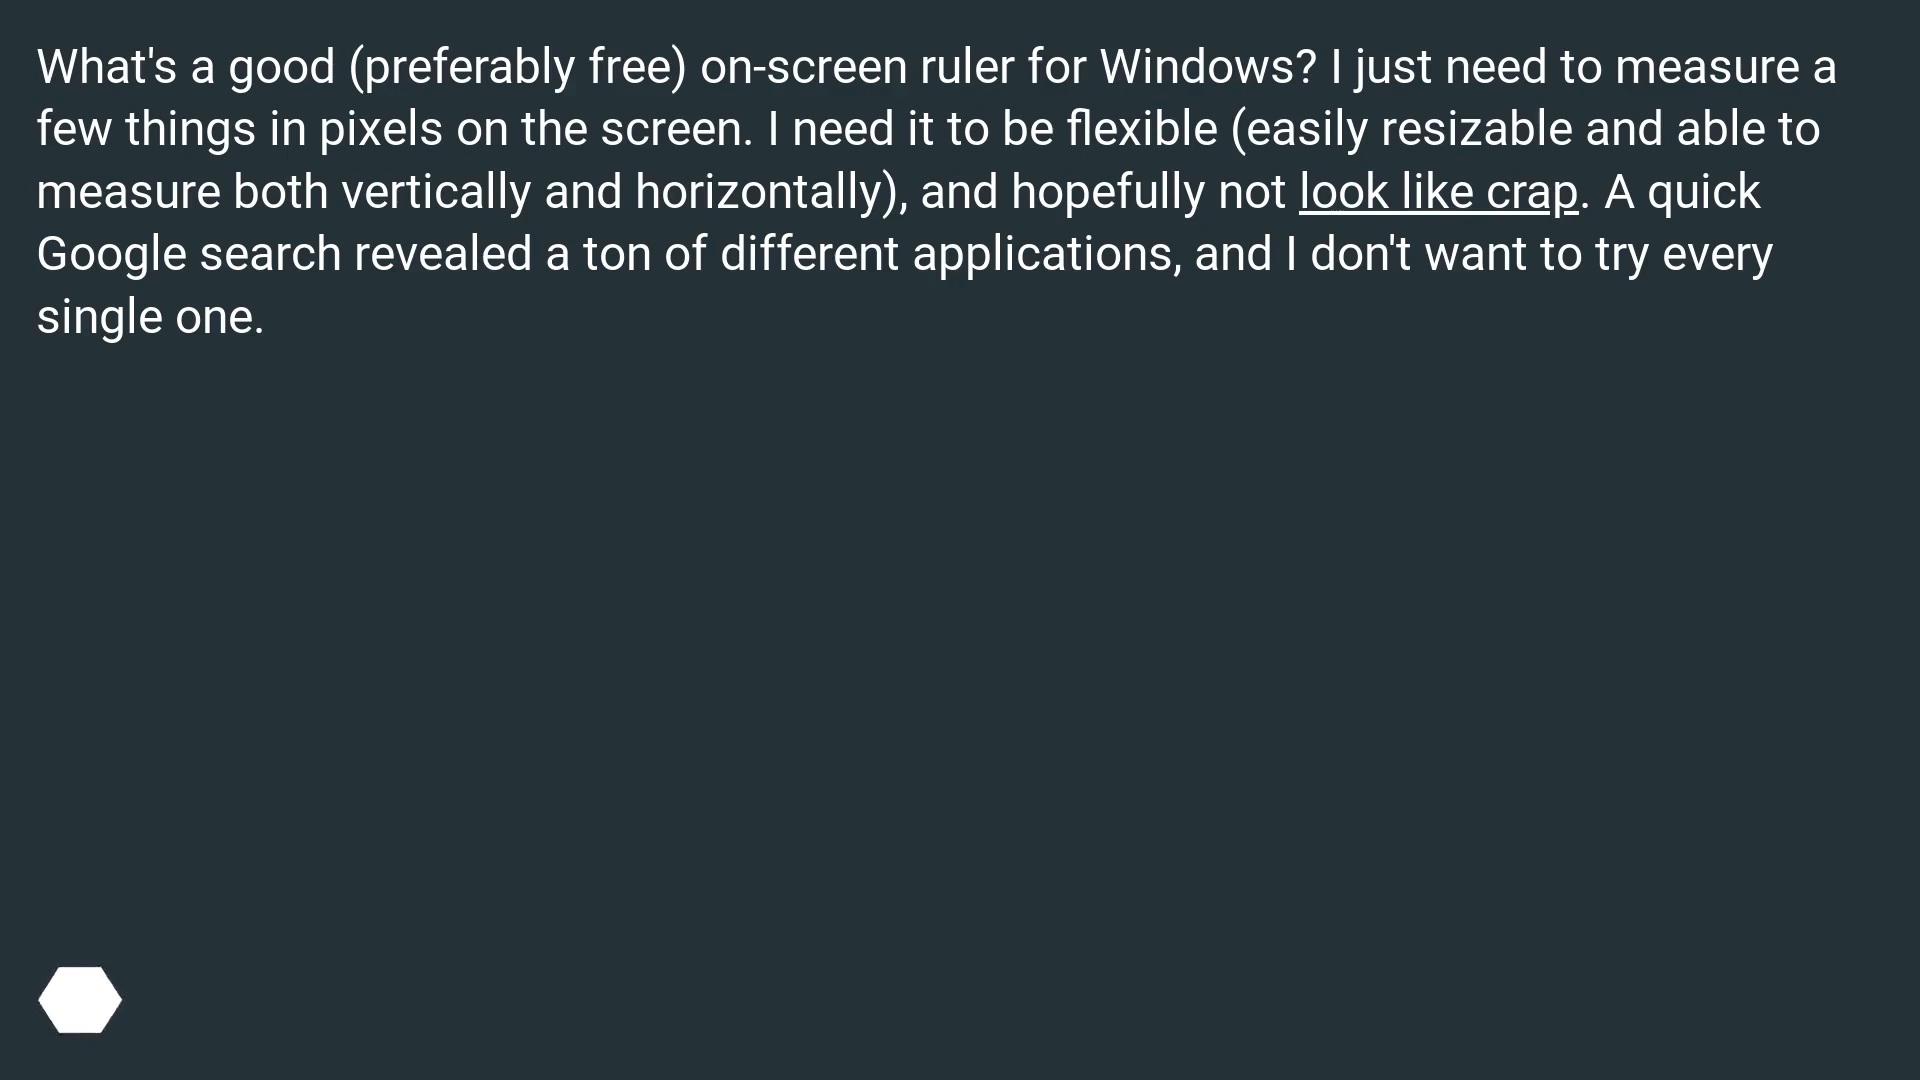 What's a good (preferably free) on-screen ruler for Windows? I just need to measure a
few things in pixels on the screen. I need it to be flexible (easily resizable and able to
measure both vertically and horizontally), and hopefully not look like crap. A quick
Google search revealed a ton of different applications, and I don't want to try every
single one.